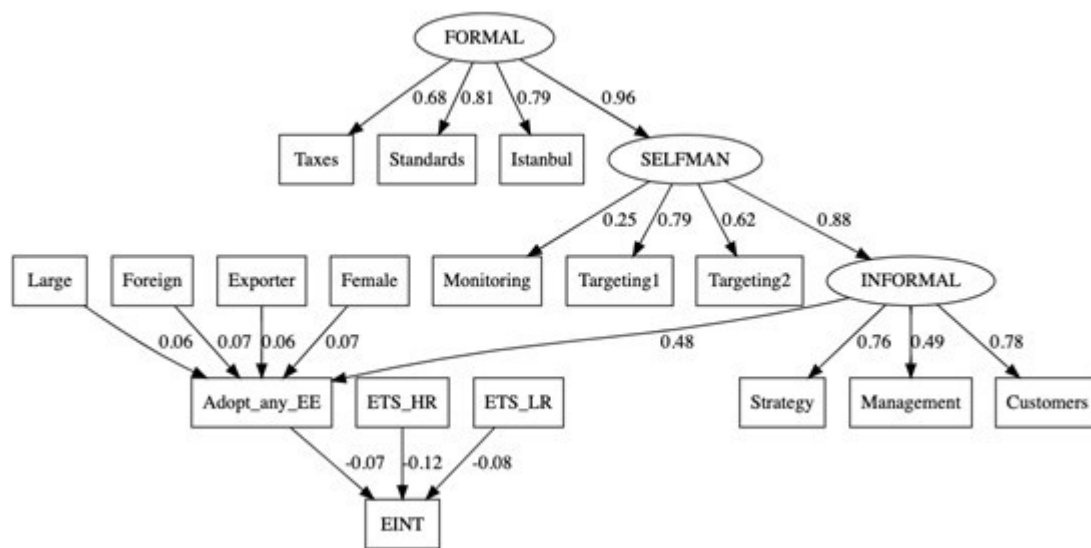 FORMAL
0.68 0.81 0.79 0.96
Taxes Standards Istanbul SELFMAN
0.25 0.79 0.62 0.88
Large Foreign Exporter Female Monitoring Targeting1 Targeting2 INFORMAL
0.06 0.07 0.06 0.07 0.48 0.76 0.49 0.78
Adopt_any_EE ETS_HR ETS_LR Strategy Management Customers
-0.07 -0.12 -0.08
EINT